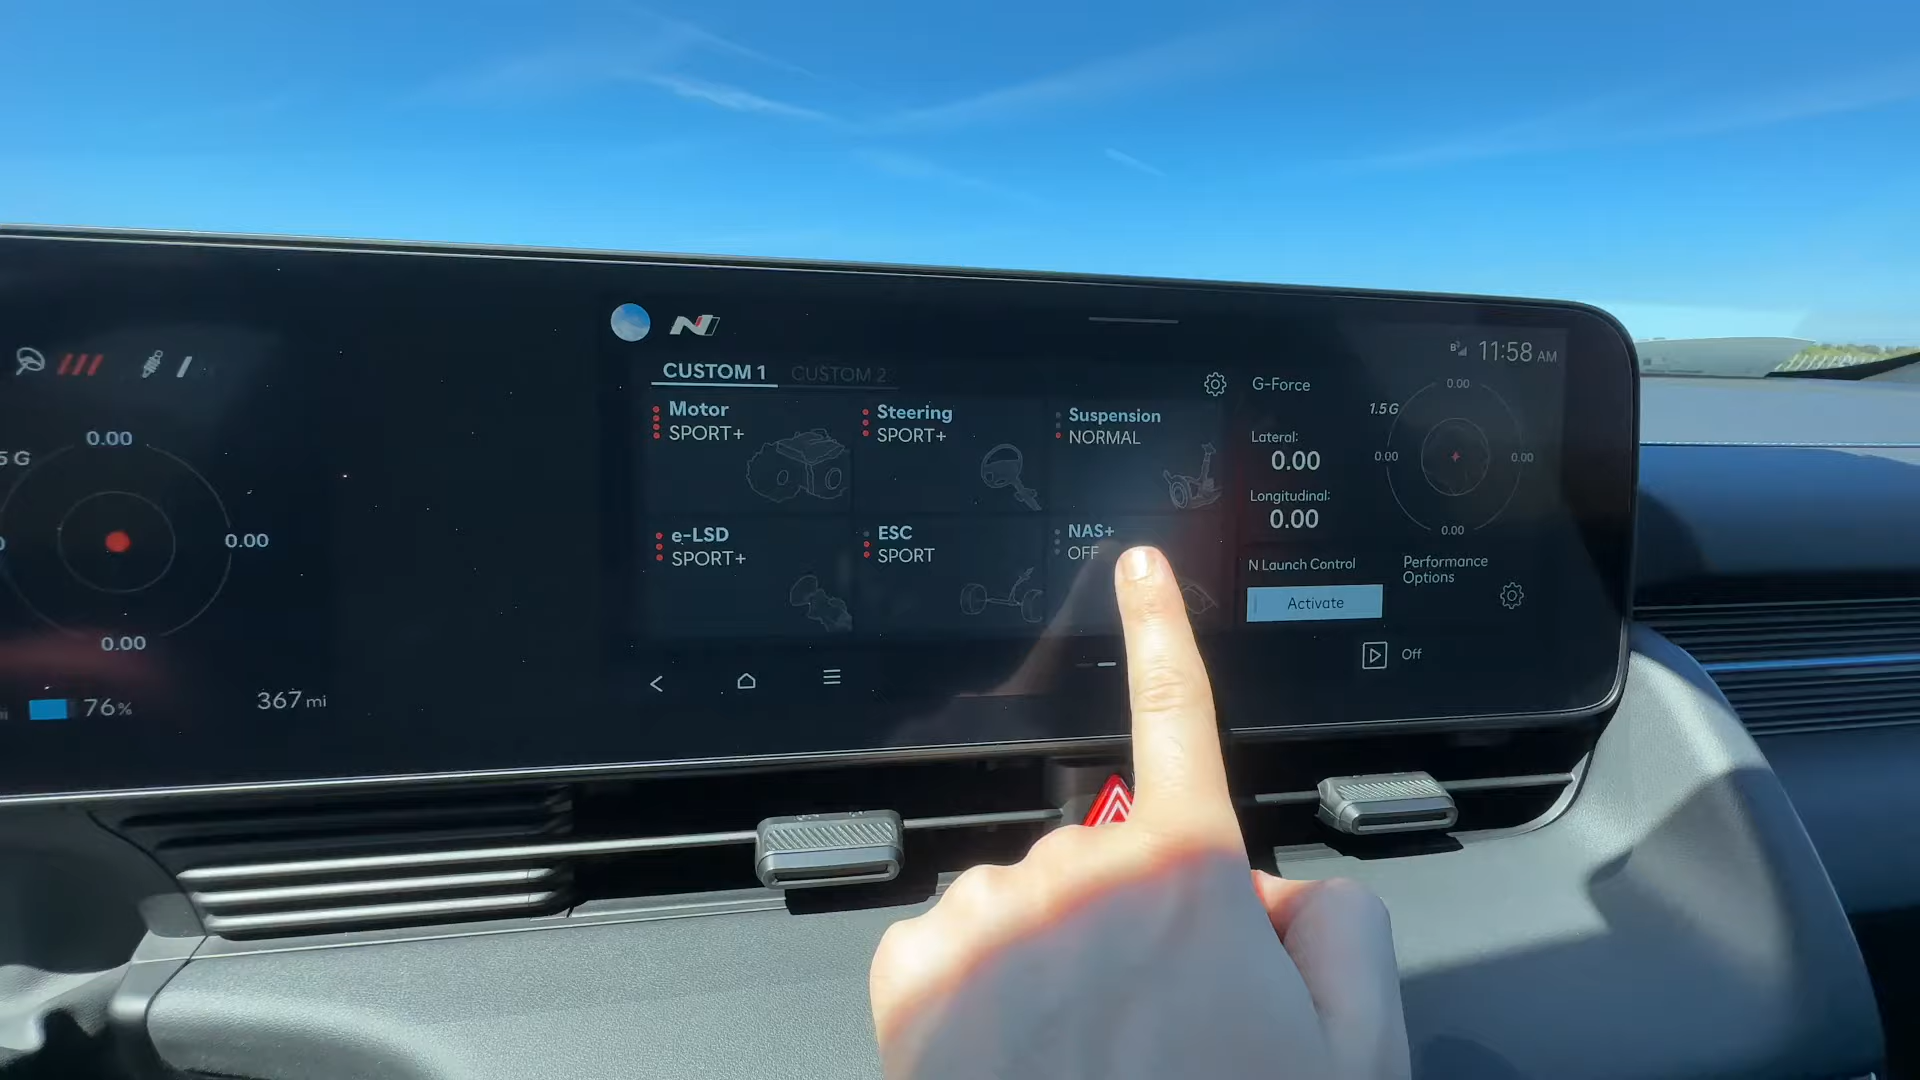 0.00
5 G
0.00
0.00
76%
367 mi
N
CUSTOM 1
CUSTOM 2
Motor
SPORT+
Steering
SPORT+
Suspension
NORMAL
e-LSD
SPORT+
ESC
SPORT
NAS+
OFF
11:58 AM
G-Force
Lateral:
0.00
Longitudinal:
0.00
1.5 G
0.00
0.00
0.00
0.00
N Launch Control
Activate
Performance
Options
Off